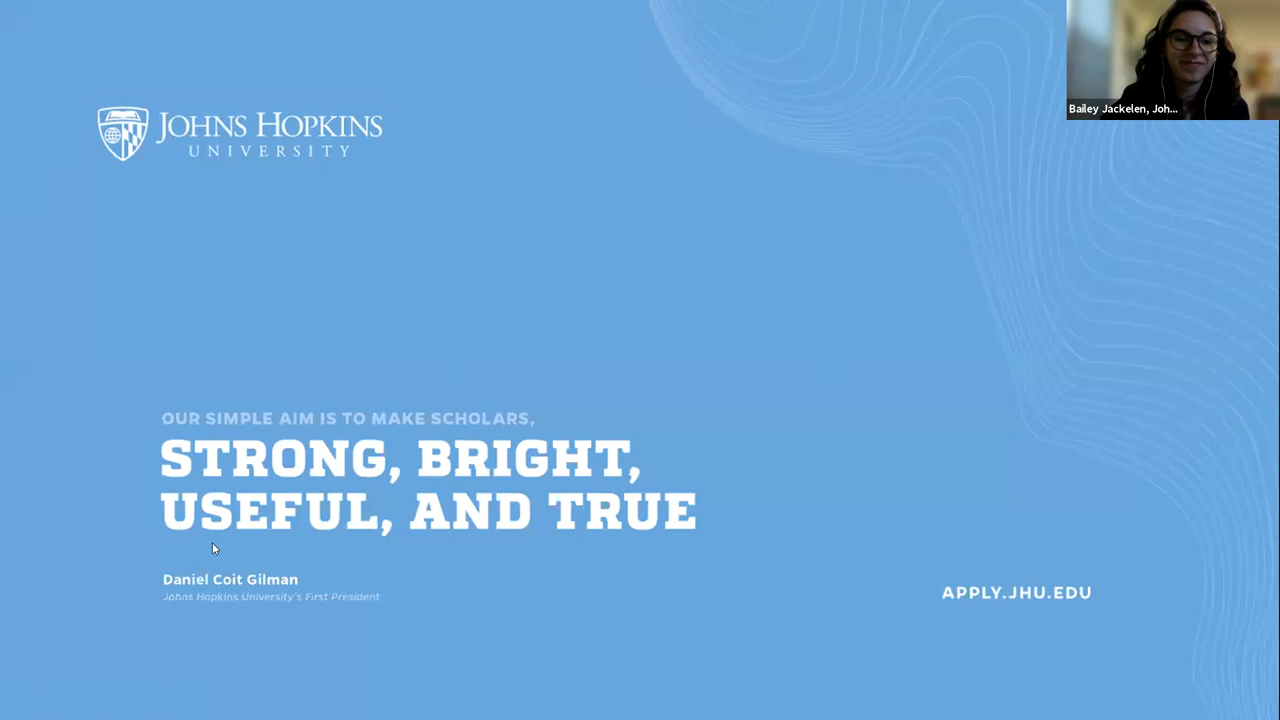 JOHNS HOPKINS
UNIVERSITY
Bailey Jackelen, Joh...
OUR SIMPLE AIM IS TO MAKE SCHOLARS,
STRONG, BRIGHT,
USEFUL, AND TRUE
Daniel Coit Gilman
Johns Hopkins University's First President
APPLY.JHU.EDU